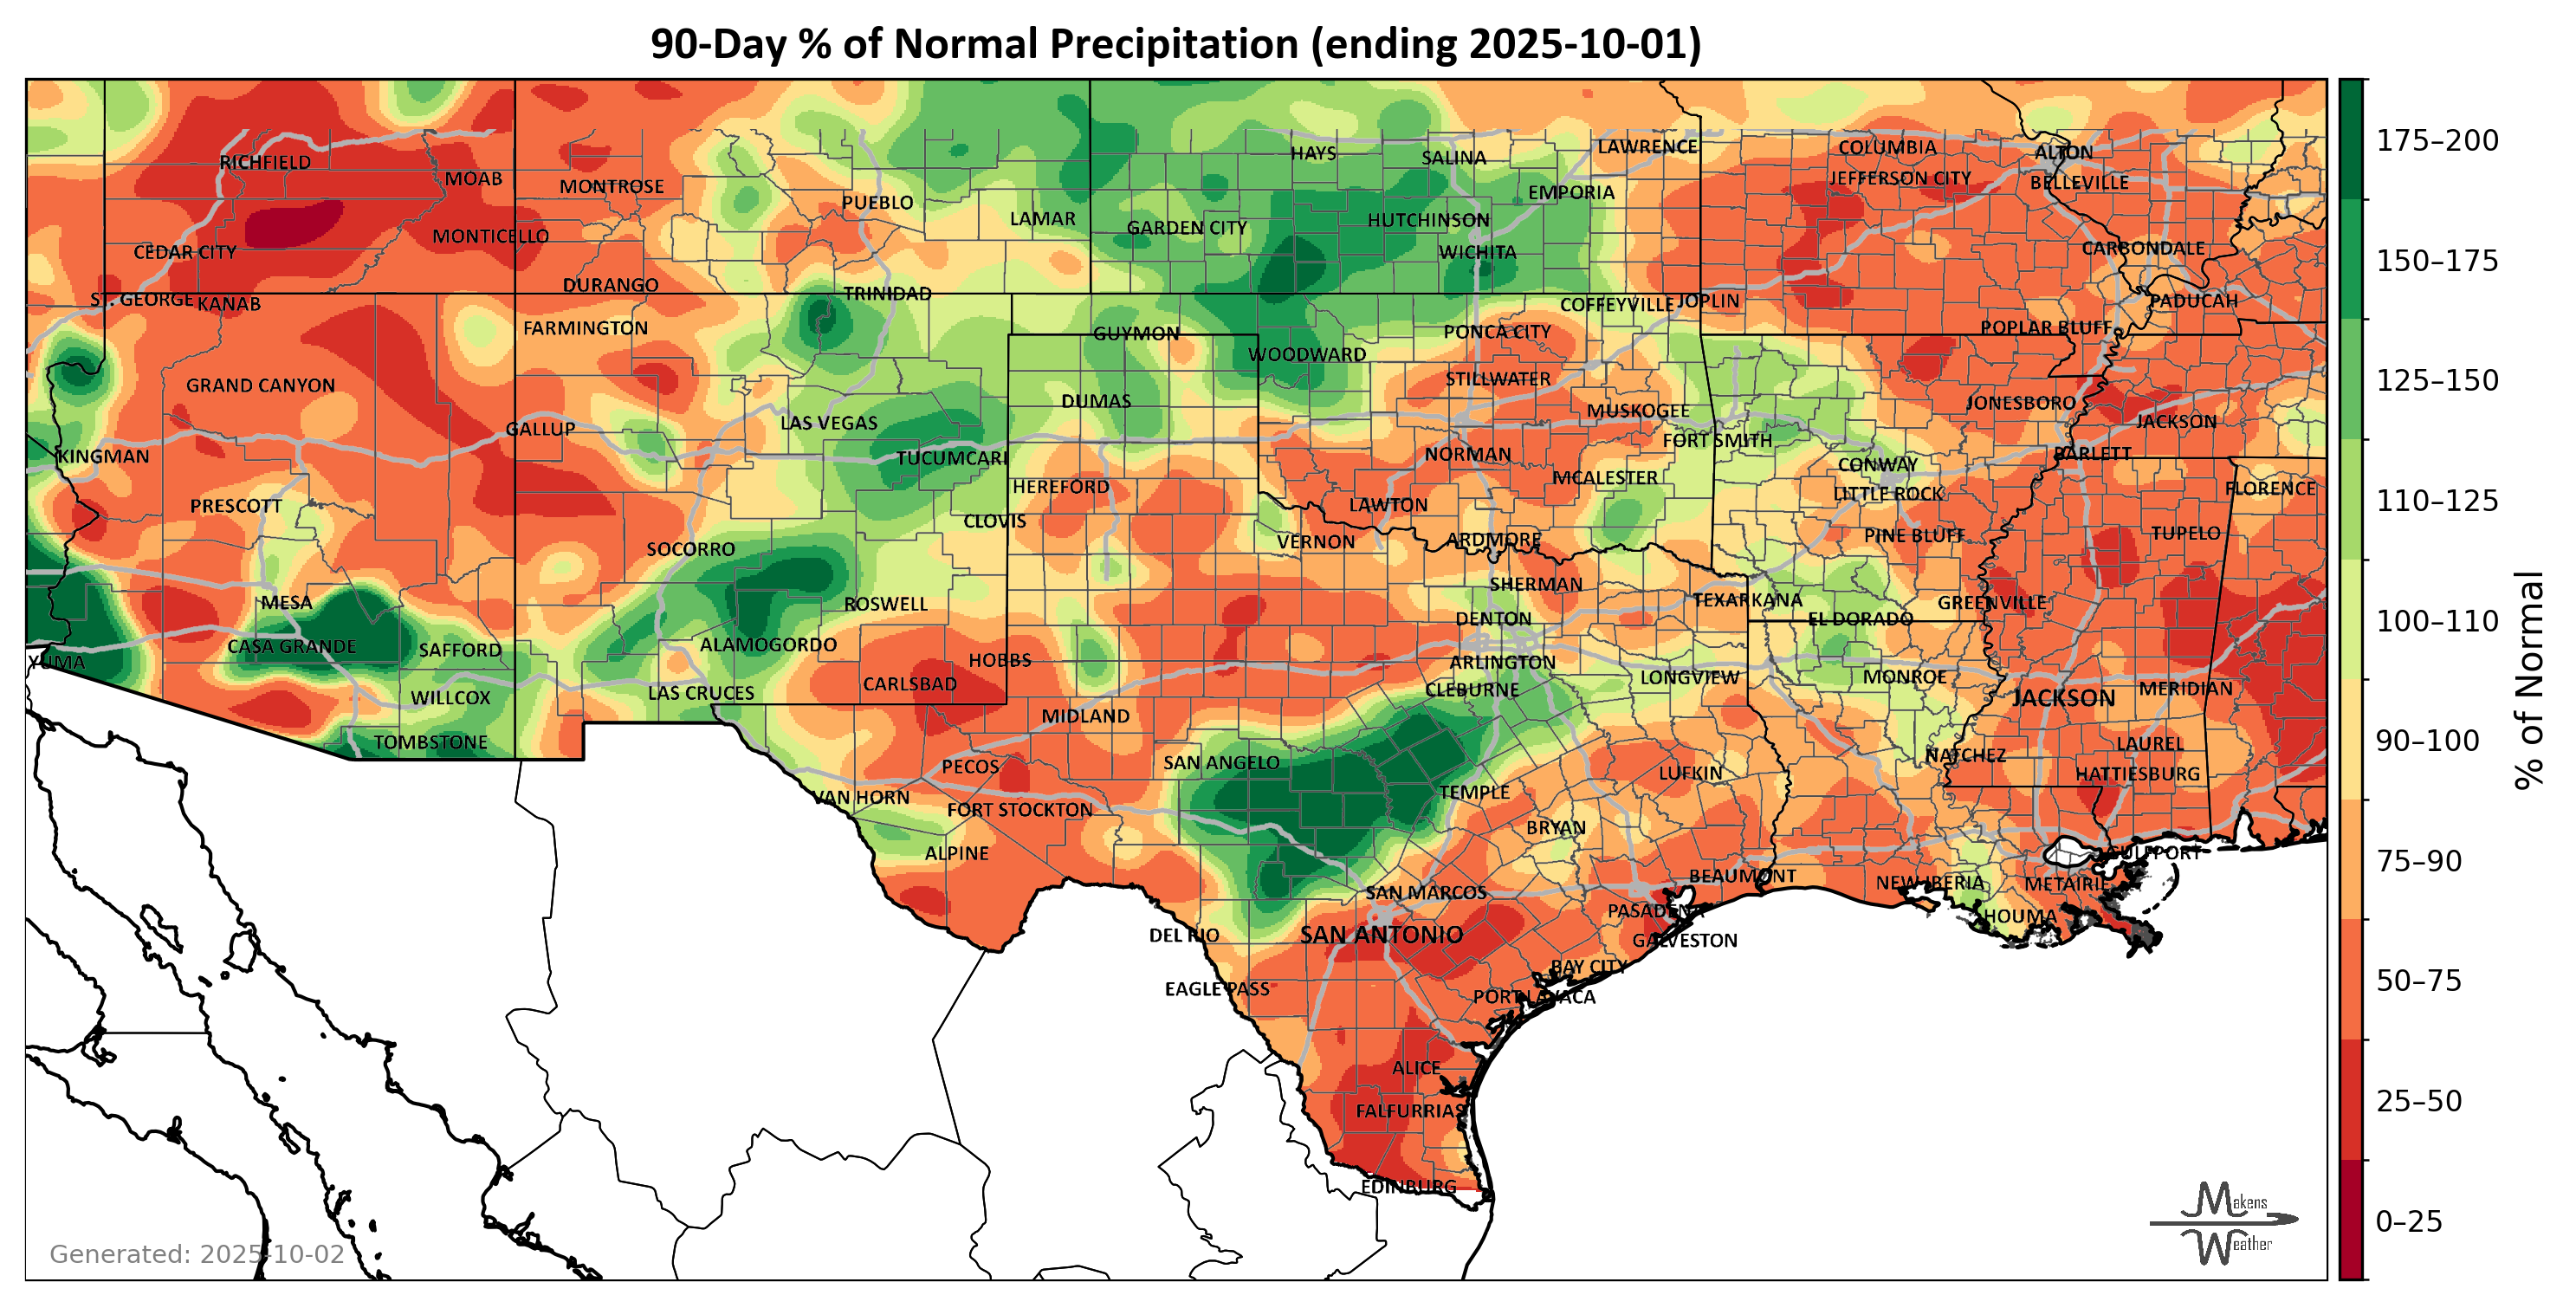 90-Day % of Normal Precipitation (ending 2025-10-01)
HAYS
SALINA
LAWRENCE
COLUMBIA
ALTON
RICHFIELD
MOAB
MONTROSE
EMPORIA
JEFFERSON CITY
BELLEVILLE
PUEBLO
LAMAR
GARDEN CITY
HUTCHINSON
MONTICELLO
CEDAR CITY
WICHITA
CARBONDALE
DURANGO
TRINIDAD
ST. GEORGE
KANAB
COFFEYVILLE
JOPLIN
PADUCAH
FARMINGTON
GUYMON
PONCA CITY
POPLAR BLUFF
WOODWARD
GRAND CANYON
STILLWATER
DUMAS
MUSKOGEE
JONESBORO
JACKSON
GALLUP
LAS VEGAS
FORT SMITH
KINGMAN
TUCUMCARI
NORMAN
BARLETT
CONWAY
HEREFORD
MCALESTER
LITTLE ROCK
FLORENCE
PRESCOTT
LAWTON
CLOVIS
PINE BLUFF
TUPELO
SOCORRO
VERNON
ARDMORE
SHERMAN
MESA
ROSWELL
TEXARKANA
GREENVILLE
CASA GRANDE
SAFFORD
ALAMOGORDO
DENTON
EL DORADO
YUMA
HOBBS
ARLINGTON
WILLCOX
LAS CRUCES
CARLSBAD
CLEBURNE
LONGVIEW
MONROE
JACKSON
MERIDIAN
TOMBSTONE
MIDLAND
LAUREL
PECOS
SAN ANGELO
LUFKIN
NATCHEZ
HATTIESBURG
VAN HORN
FORT STOCKTON
TEMPLE
BRYAN
ALPINE
GULFPORT
SAN MARCOS
BEAUMONT
NEW IBERIA
METAIRIE
PASADENA
HOUMA
DEL RIO
SAN ANTONIO
GALVESTON
BAY CITY
EAGLE PASS
PORT LAVACA
ALICE
FALFURRIAS
EDINBURG
Generated: 2025-10-02
Makens
Weather
175–200
150–175
125–150
110–125
100–110
90–100
75–90
50–75
25–50
0–25
% of Normal